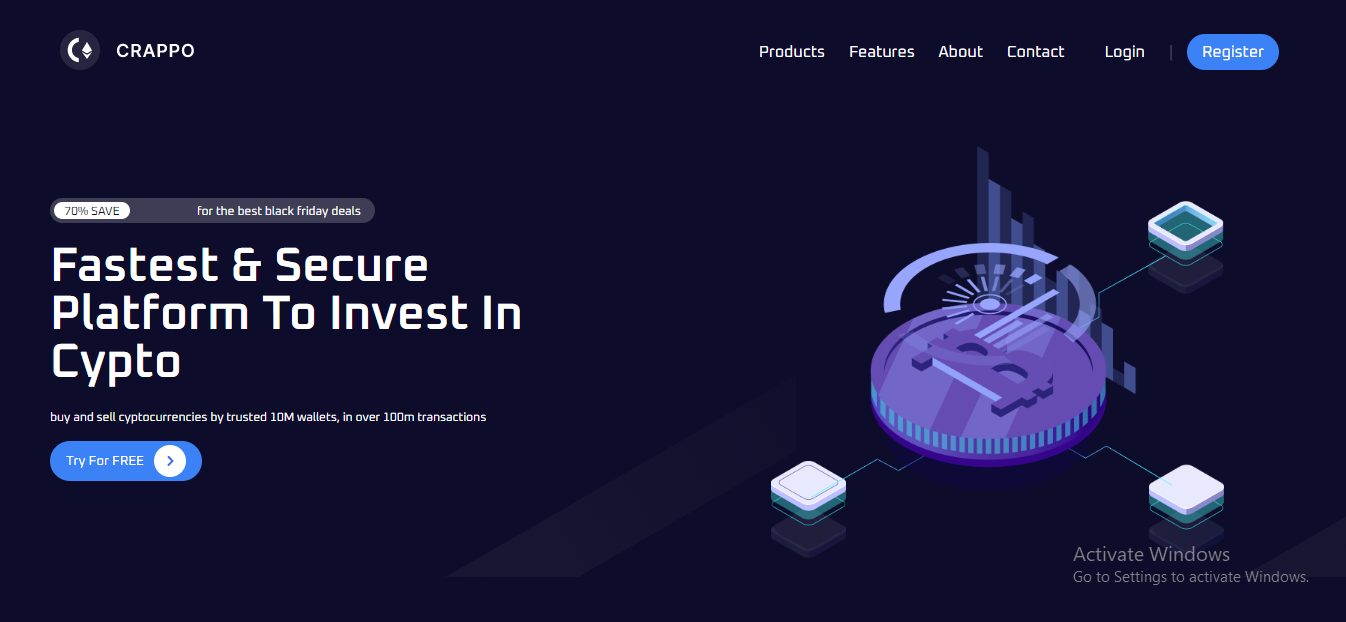 CRAPPO
Products Features About Contact Login | Register
70% SAVE for the best black friday deals
Fastest & Secure
Platform To Invest In
Cypto
buy and sell cyptocurrencies by trusted 10M wallets, in over 100m transactions
Try For FREE
Activate Windows
Go to Settings to activate Windows.